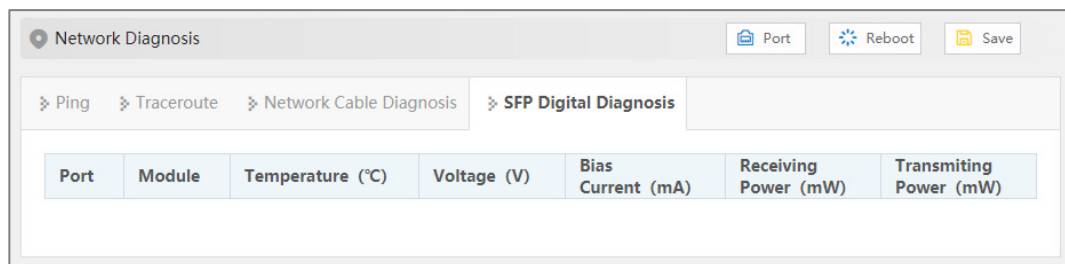 Network Diagnosis Port Reboot Save
Ping Traceroute Network Cable Diagnosis SFP Digital Diagnosis
Port Module Temperature (℃) Voltage (V) Bias Current (mA) Receiving Power (mW) Transmiting Power (mW)